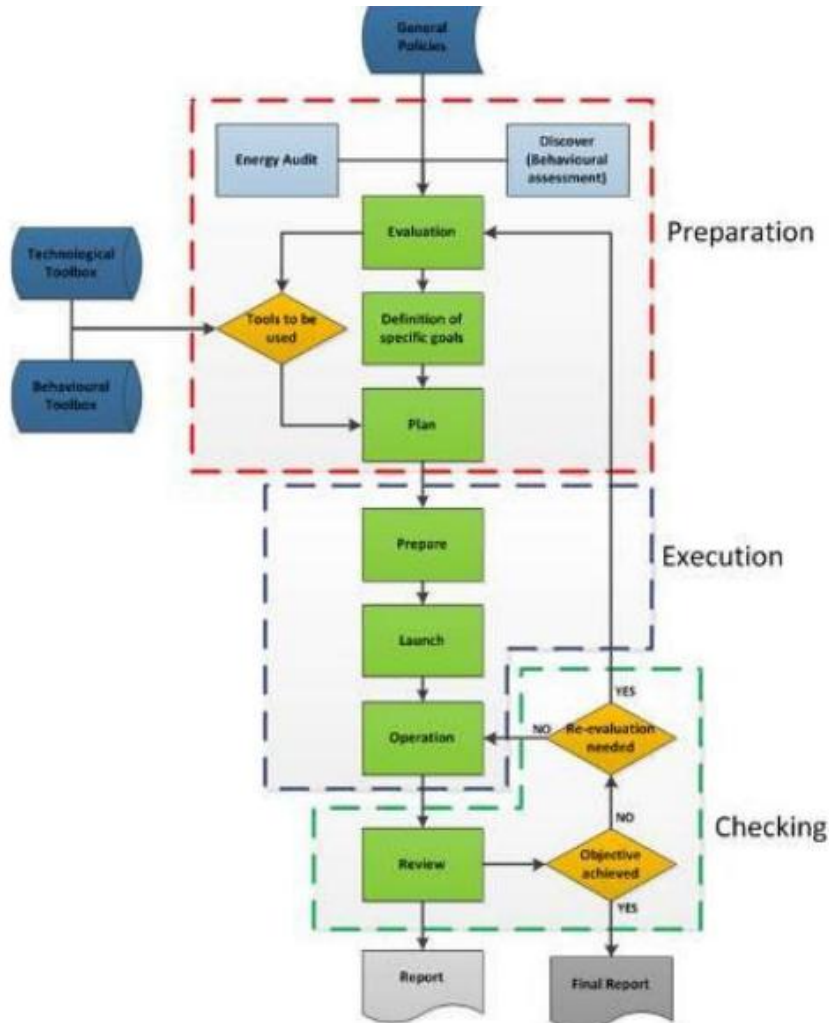 General
Policies
Energy Audit
Discover
(Behavioural
assessment)
Preparation
Evaluation
Technological
Toolbox
Tools to be
used
Definition of
specific goals
Behavioural
Toolbox
Plan
Prepare
Execution
Launch
YES
Operation
NO
Re-evaluation
needed
NO
Checking
Review
Objective
achieved
YES
Report
Final Report